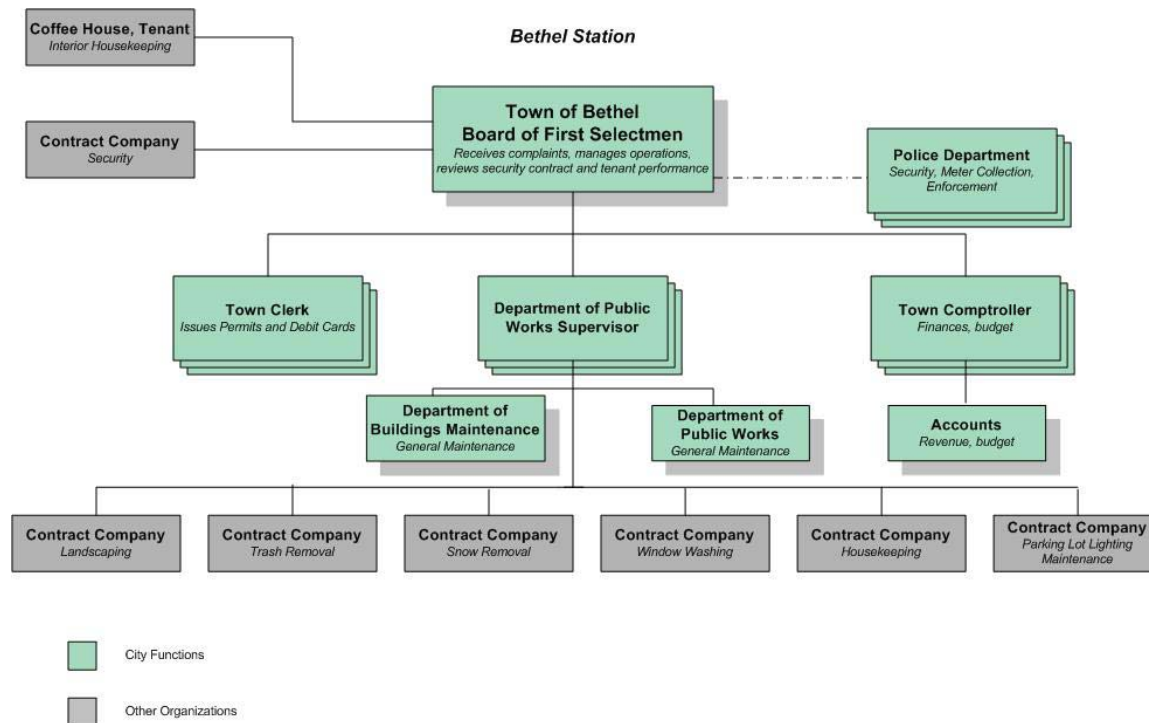 Coffee House, Tenant
Interior Housekeeping
Bethel Station
Town of Bethel
Board of First Selectmen
Receives complaints, manages operations,
reviews security contract and tenant performance
Contract Company
Security
Police Department
Security, Meter Collection,
Enforcement
Town Clerk
Issues Permits and Debit Cards
Department of Public
Works Supervisor
Town Comptroller
Finances, budget
Department of
Buildings Maintenance
General Maintenance
Department of
Public Works
General Maintenance
Accounts
Revenue, budget
Contract Company
Landscaping
Contract Company
Trash Removal
Contract Company
Snow Removal
Contract Company
Window Washing
Contract Company
Housekeeping
Contract Company
Parking Lot Lighting
Maintenance
City Functions
Other Organizations